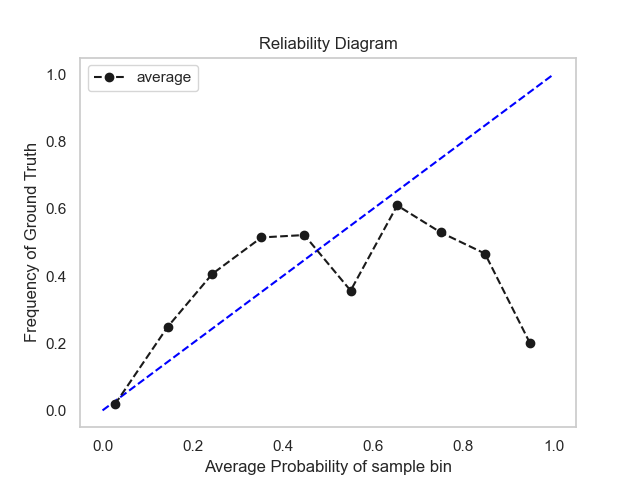 Reliability Diagram
average
Frequency of Ground Truth
1.0
0.8
0.6
0.4
0.2
0.0
0.0 0.2 0.4 0.6 0.8 1.0
Average Probability of sample bin